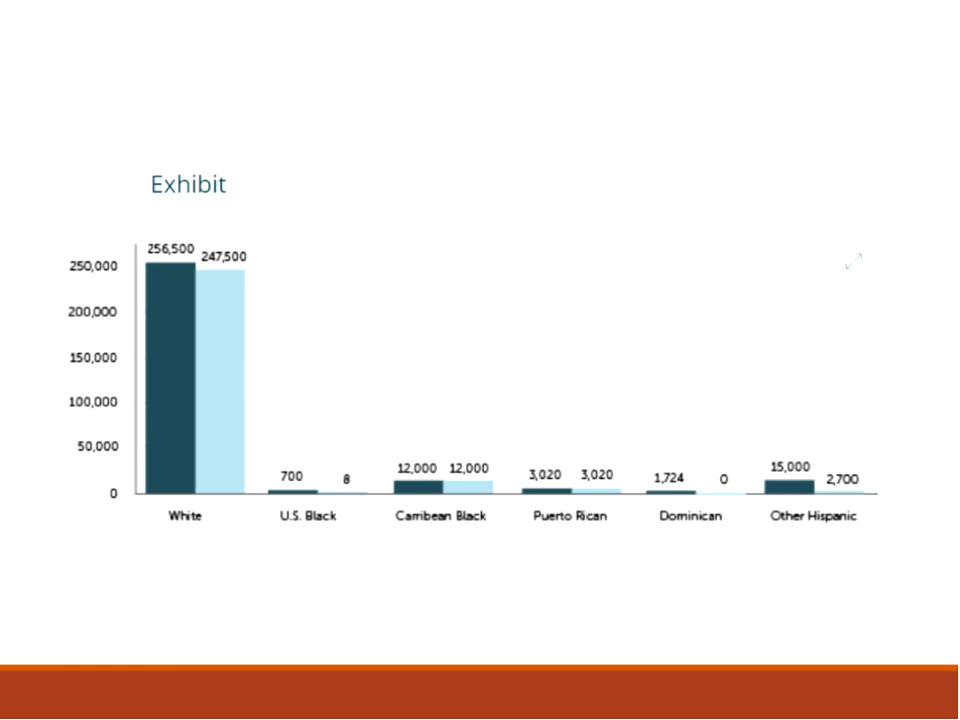 Exhibit
256,500
247,500
250,000
200,000
150,000
100,000
50,000
0
700
8
12,000
12,000
3,020
3,020
1,724
0
15,000
2,700
White
U.S. Black
Carribean Black
Puerto Rican
Dominican
Other Hispanic